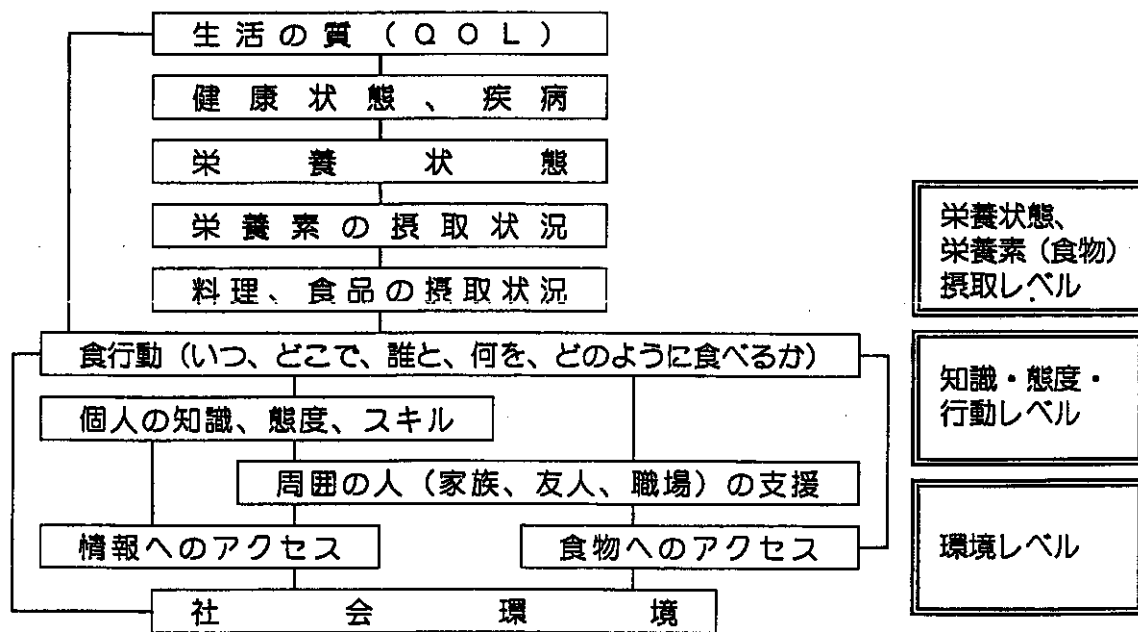 生活の質（QOL）
健康状態、疾病
栄養状態
栄養素の摂取状況
料理、食品の摂取状況
食行動（いつ、どこで、誰と、何を、どのように食べるか）
個人の知識、態度、スキル
周囲の人（家族、友人、職場）の支援
情報へのアクセス
食物へのアクセス
社会環境
栄養状態、
栄養素（食物）
摂取レベル
知識・態度・
行動レベル
環境レベル